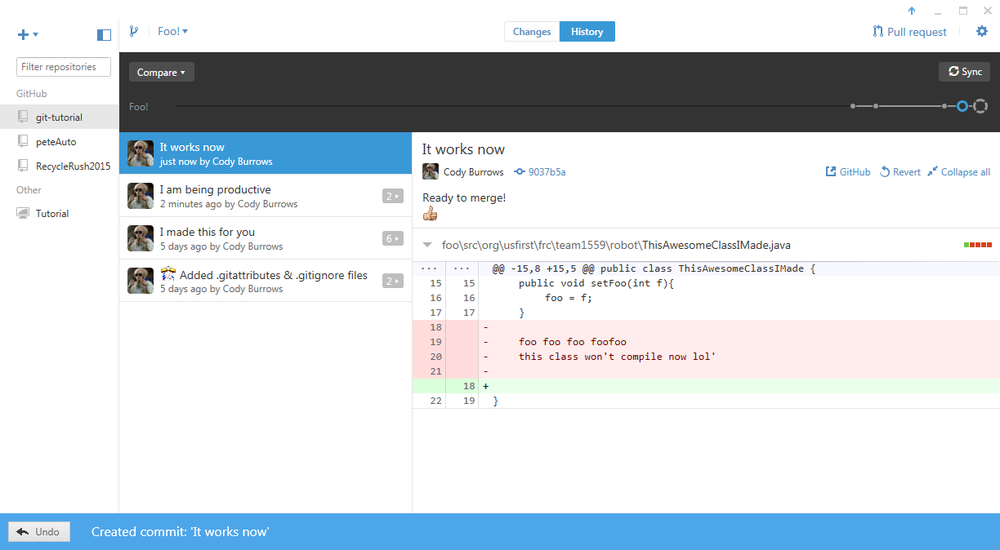 Foo!
Changes
History
Pull request
Filter repositories
GitHub
git-tutorial
peteAuto
RecycleRush2015
Other
Tutorial
Compare
Sync
Foo!
It works now
just now by Cody Burrows
I am being productive
2 minutes ago by Cody Burrows
2
I made this for you
5 days ago by Cody Burrows
6
Added .gitattributes & .gitignore files
5 days ago by Cody Burrows
2
It works now
Cody Burrows 9037b5a
GitHub Revert Collapse all
Ready to merge!
foo\src\org\usfirst\frc\team1559\robot\ThisAwesomeClassIMade.java
... ... @@ -15,8 +15,5 @@ public class ThisAwesomeClassIMade {
15 15 public void setFoo(int f){
16 16 foo = f;
17 17 }
18 -
19 - foo foo foo foofoo
20 - this class won't compile now lol'
21 -
18 +
22 19 }
Undo
Created commit: 'It works now'